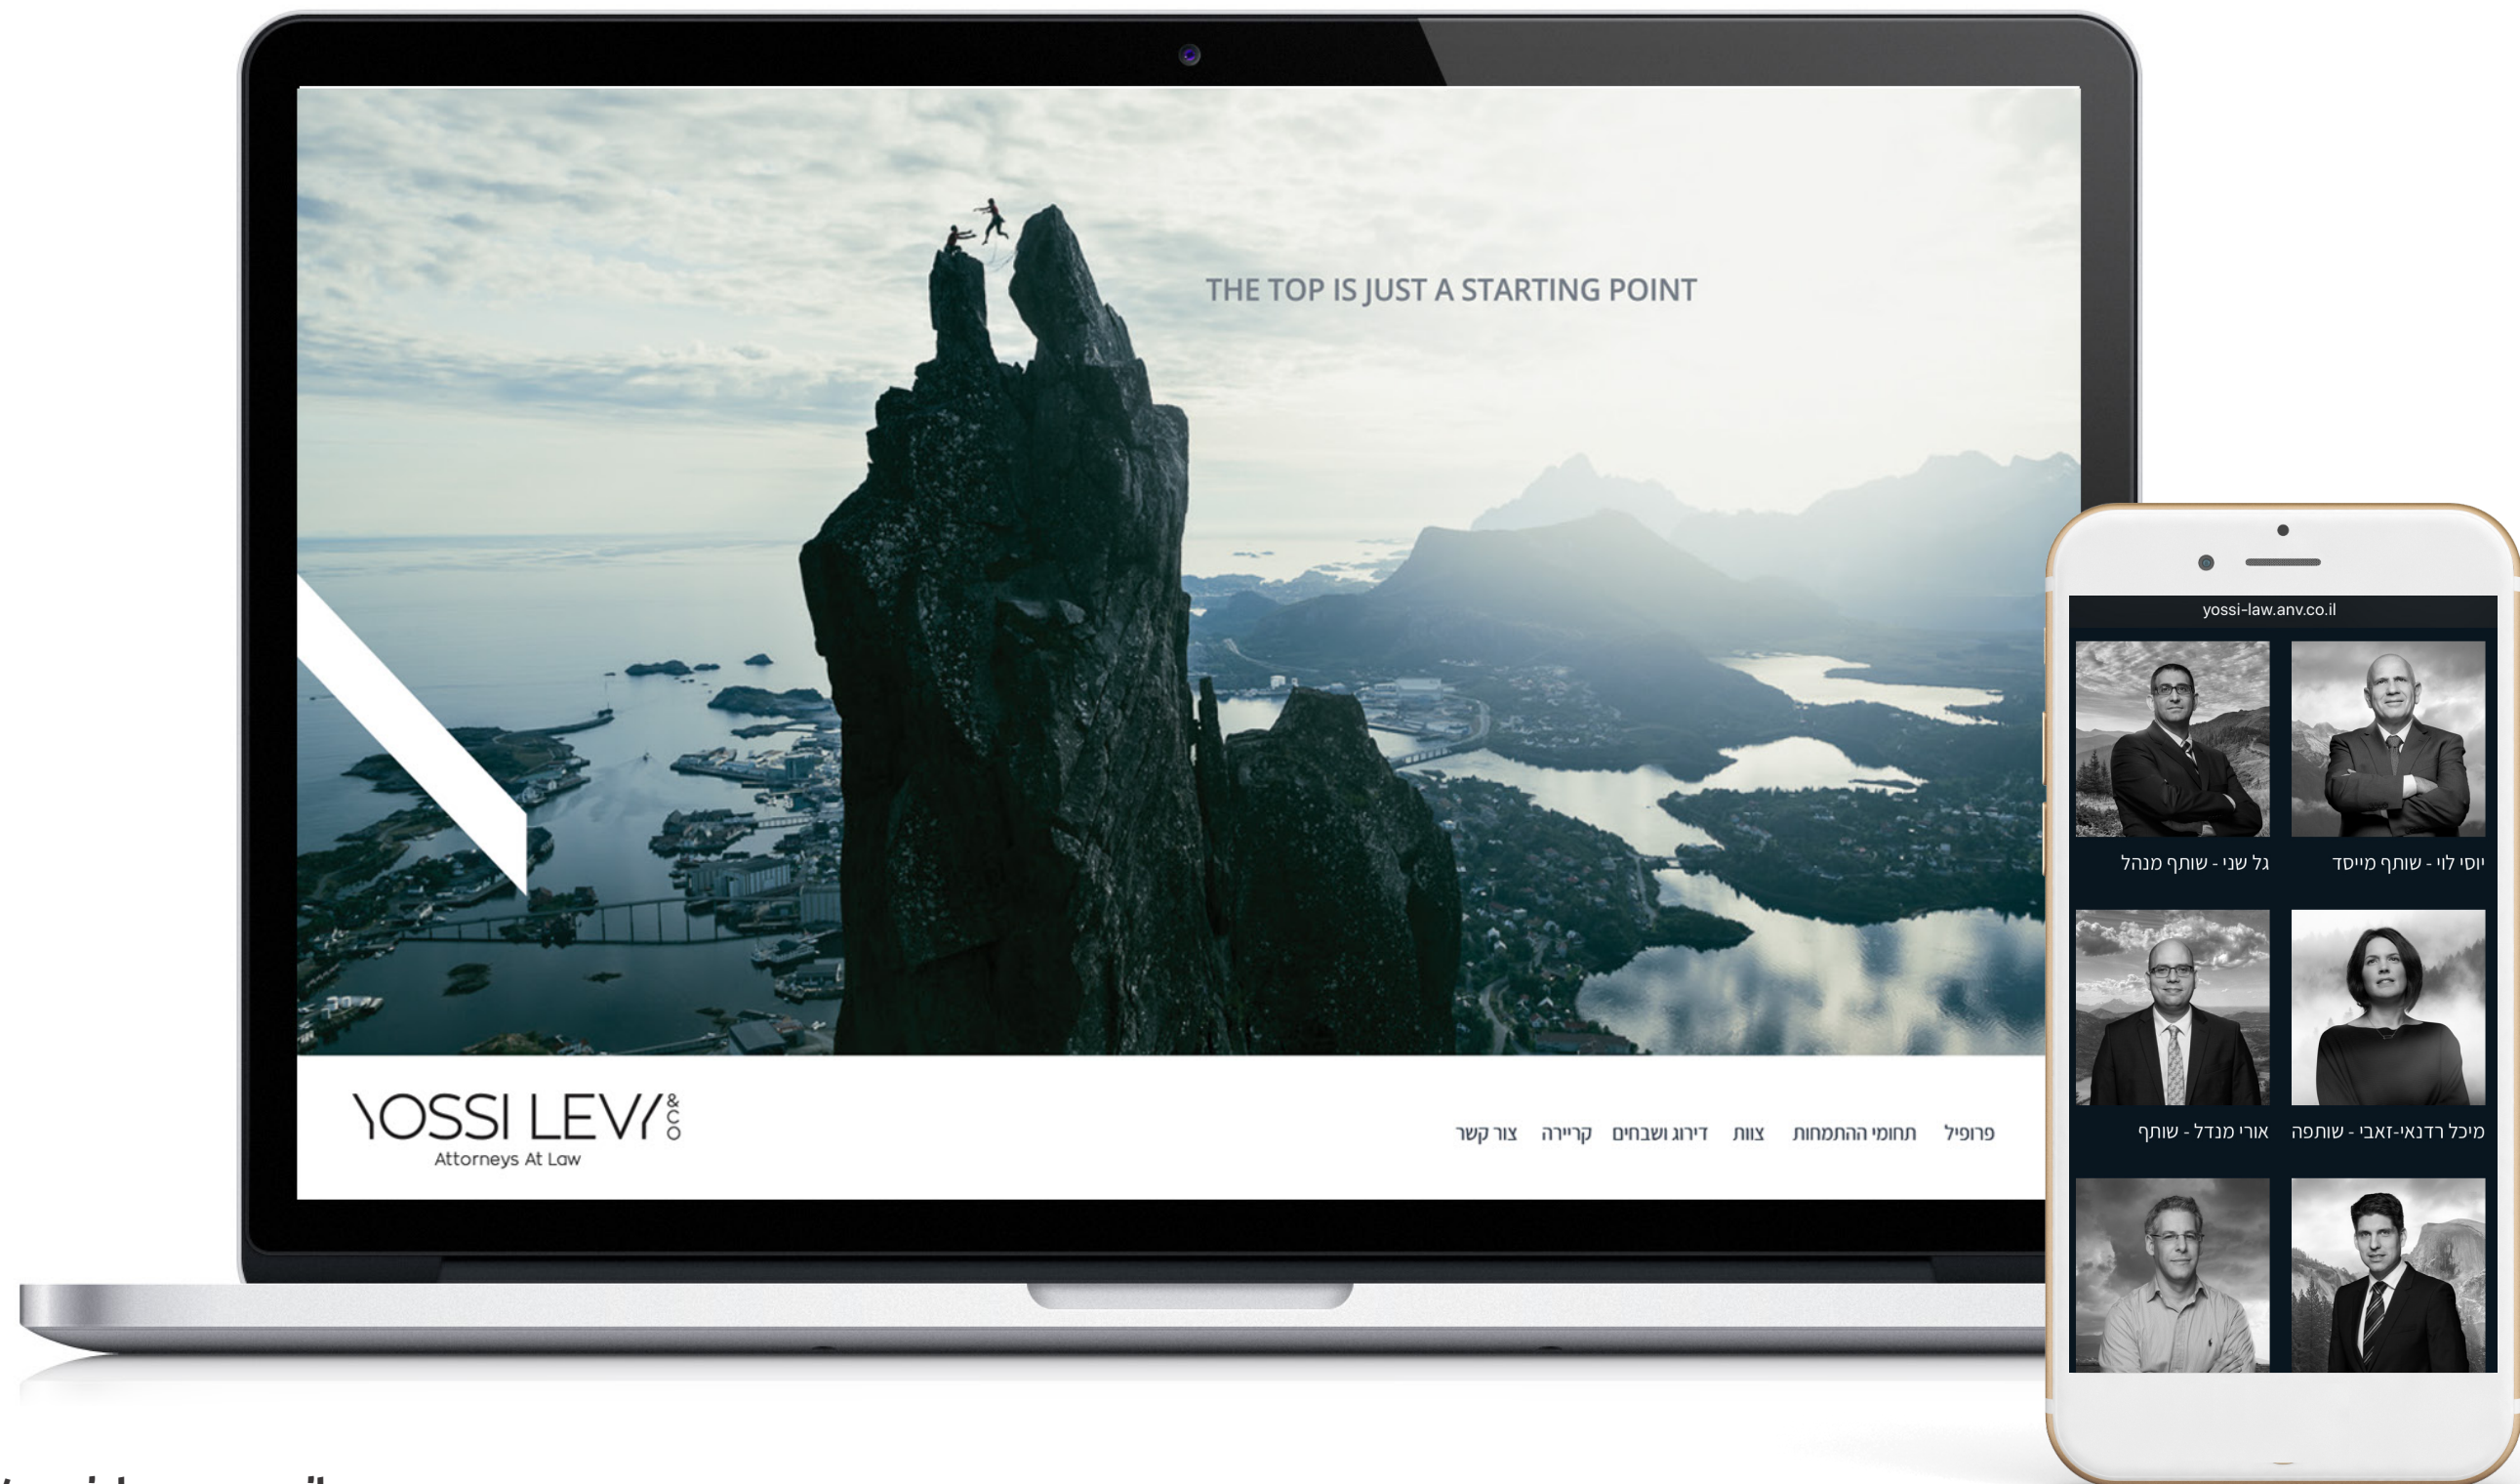 THE TOP IS JUST A STARTING POINT
YOSSI LEVY & CO
Attorneys At Law
פרופיל תחומי ההתמחות צוות דירוג ושבחים קריירה צור קשר
yossi-law.anv.co.il
יוסי לוי - שותף מייסד
גל שני - שותף מנהל
מיכל רדנאי-זאבי - שותפה
אורי מנדל - שותף